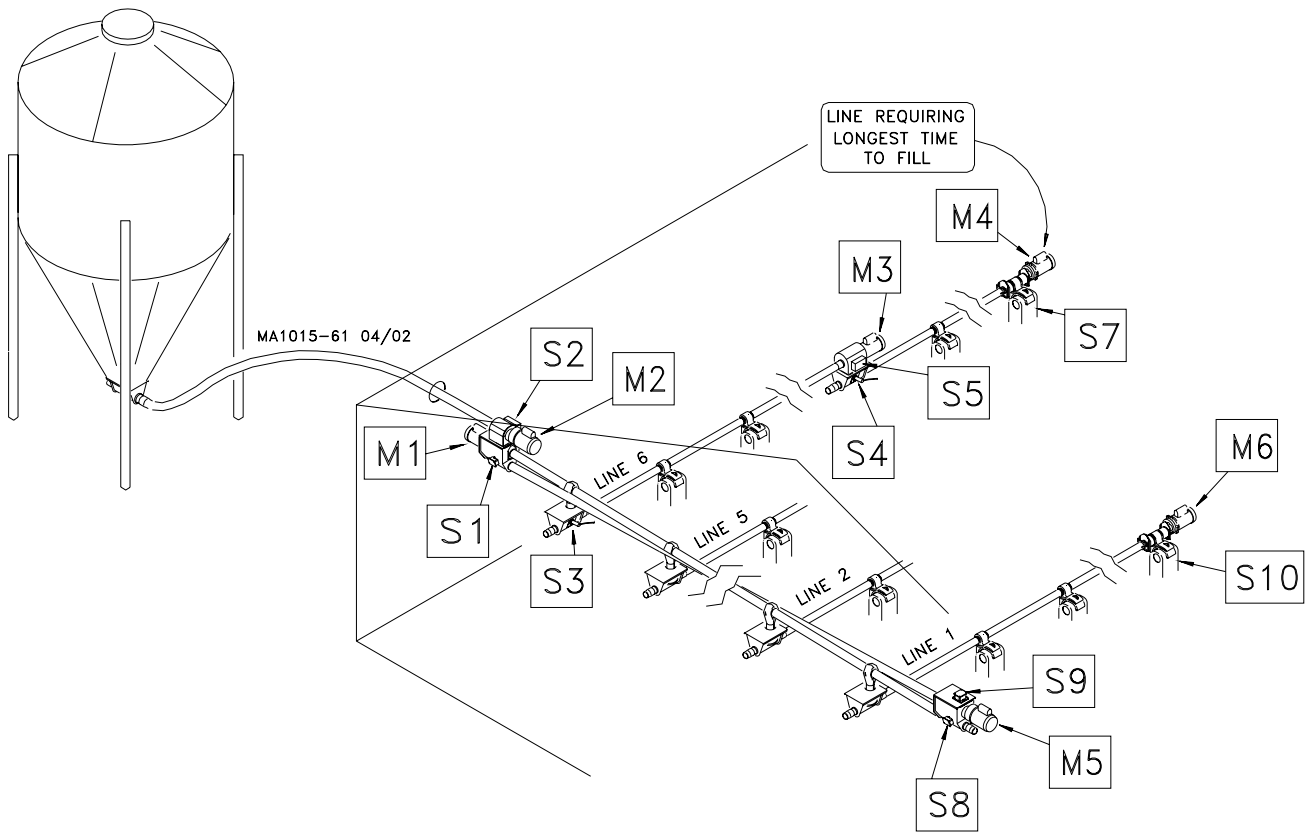 LINE REQUIRING
LONGEST TIME
TO FILL
M4
M3
S7
MA1015-61 04/02
S2
M2
S5
M1
S4
M6
LINE 6
S1
LINE 5
S3
S10
LINE 2
LINE 1
S9
M5
S8